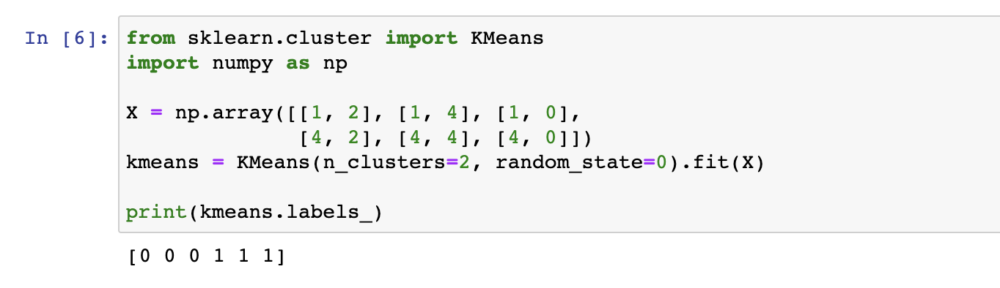 In [6]: from sklearn.cluster import KMeans
import numpy as np
X = np.array([[1, 2], [1, 4], [1, 0],
[4, 2], [4, 4], [4, 0]])
kmeans = KMeans(n_clusters=2, random_state=0).fit(X)
print(kmeans.labels_)
[0 0 0 1 1 1]